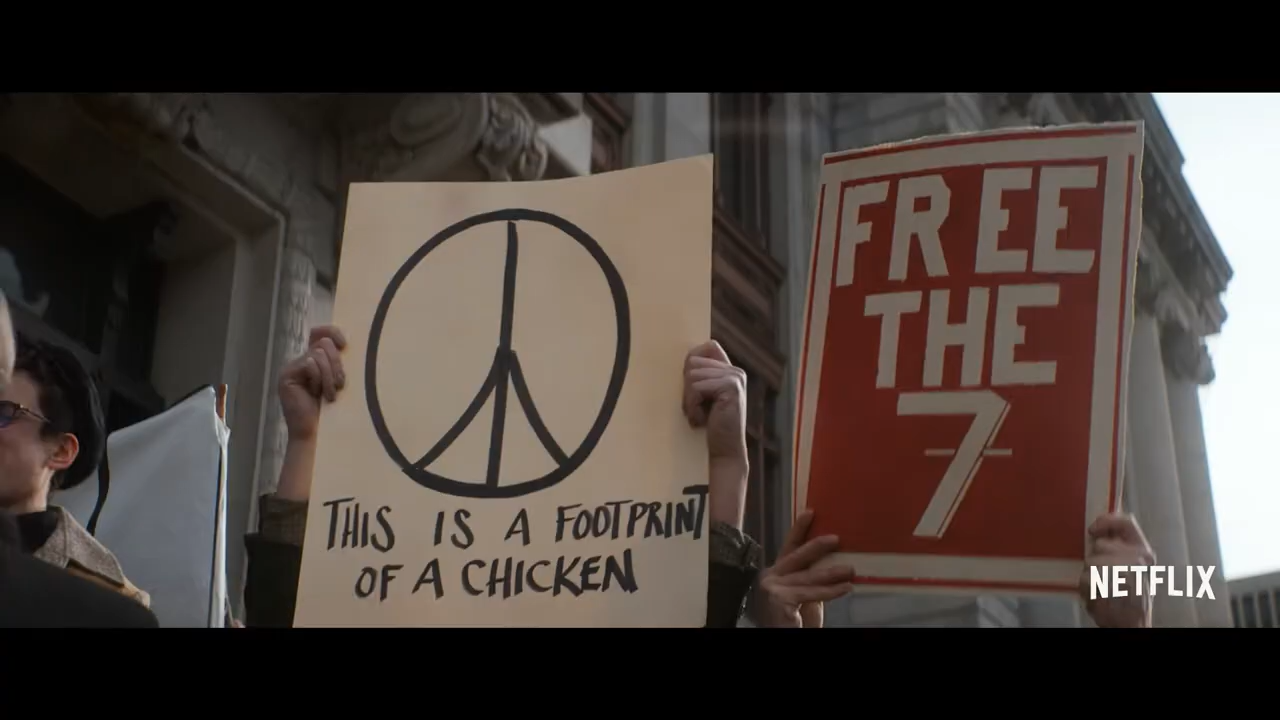 THIS IS A FOOTPRINT
OF A CHICKEN
FREE
THE
7
NETFLIX